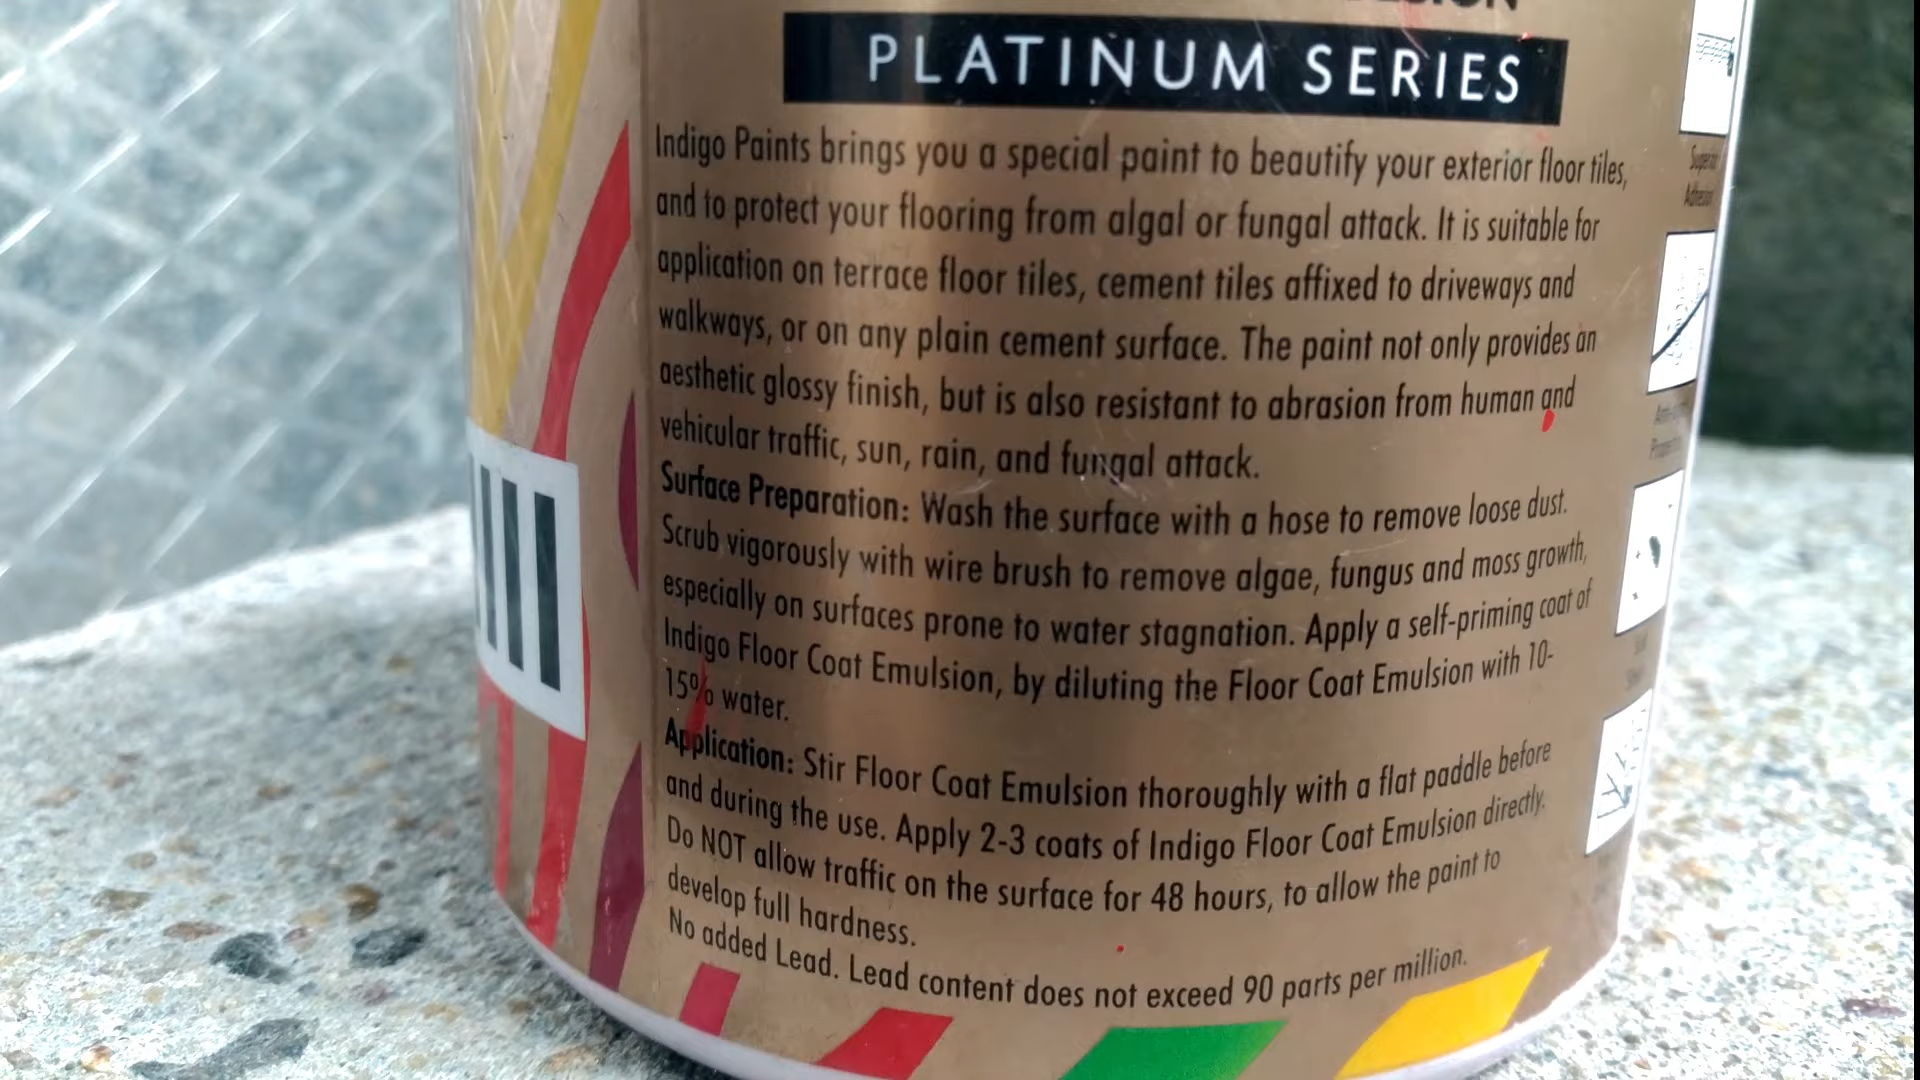 PLATINUM SERIES
Indigo Paints brings you a special paint to beautify your exterior floor tiles,
and to protect your flooring from algal or fungal attack. It is suitable for
application on terrace floor tiles, cement tiles affixed to driveways and
walkways, or on any plain cement surface. The paint not only provides an
aesthetic glossy finish, but is also resistant to abrasion from human and
vehicular traffic, sun, rain, and fungal attack.
Surface Preparation: Wash the surface with a hose to remove loose dust.
Scrub vigorously with wire brush to remove algae, fungus and moss growth,
especially on surfaces prone to water stagnation. Apply a self-priming coat of
Indigo Floor Coat Emulsion, by diluting the Floor Coat Emulsion with 10-
15% water.
Application: Stir Floor Coat Emulsion thoroughly with a flat paddle before
and during the use. Apply 2-3 coats of Indigo Floor Coat Emulsion directly.
Do NOT allow traffic on the surface for 48 hours, to allow the paint to
develop full hardness.
No added Lead. Lead content does not exceed 90 parts per million.